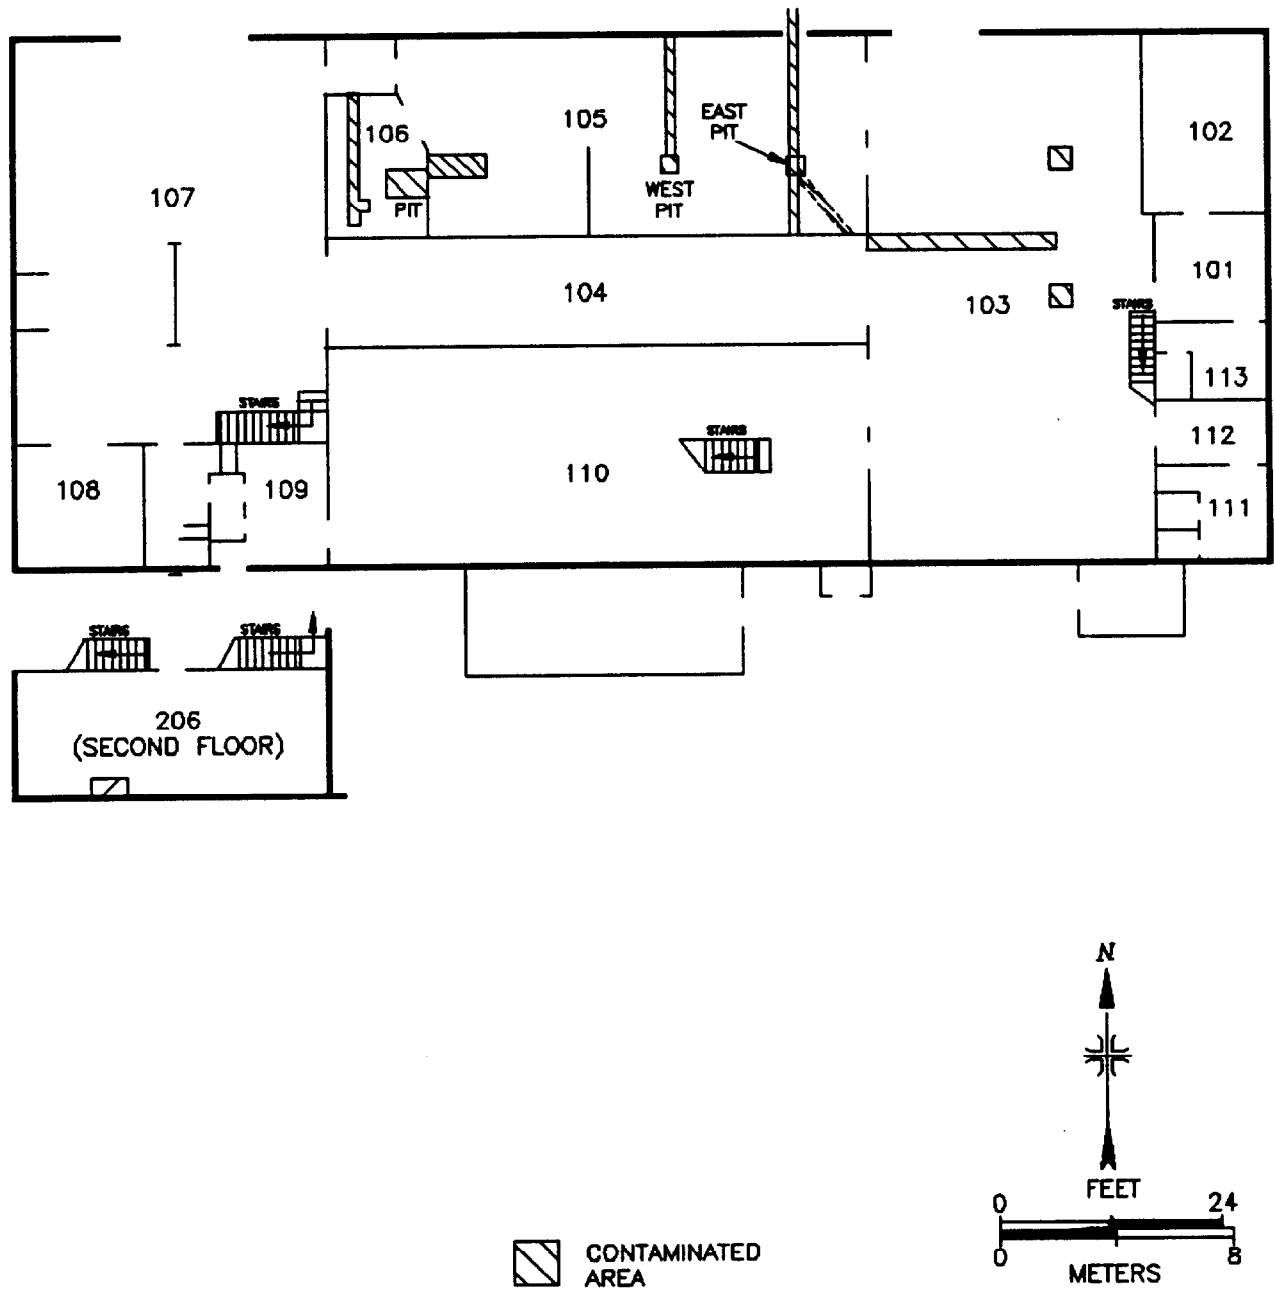 EAST
PIT
102
105
106
107
WEST
PIT
PIT
101
104
103
STAIRS
113
STAIRS
STAIRS
112
110
108
109
111
STAIRS
STAIRS
206
(SECOND FLOOR)
N
FEET
0
24
0
8
METERS
CONTAMINATED
AREA